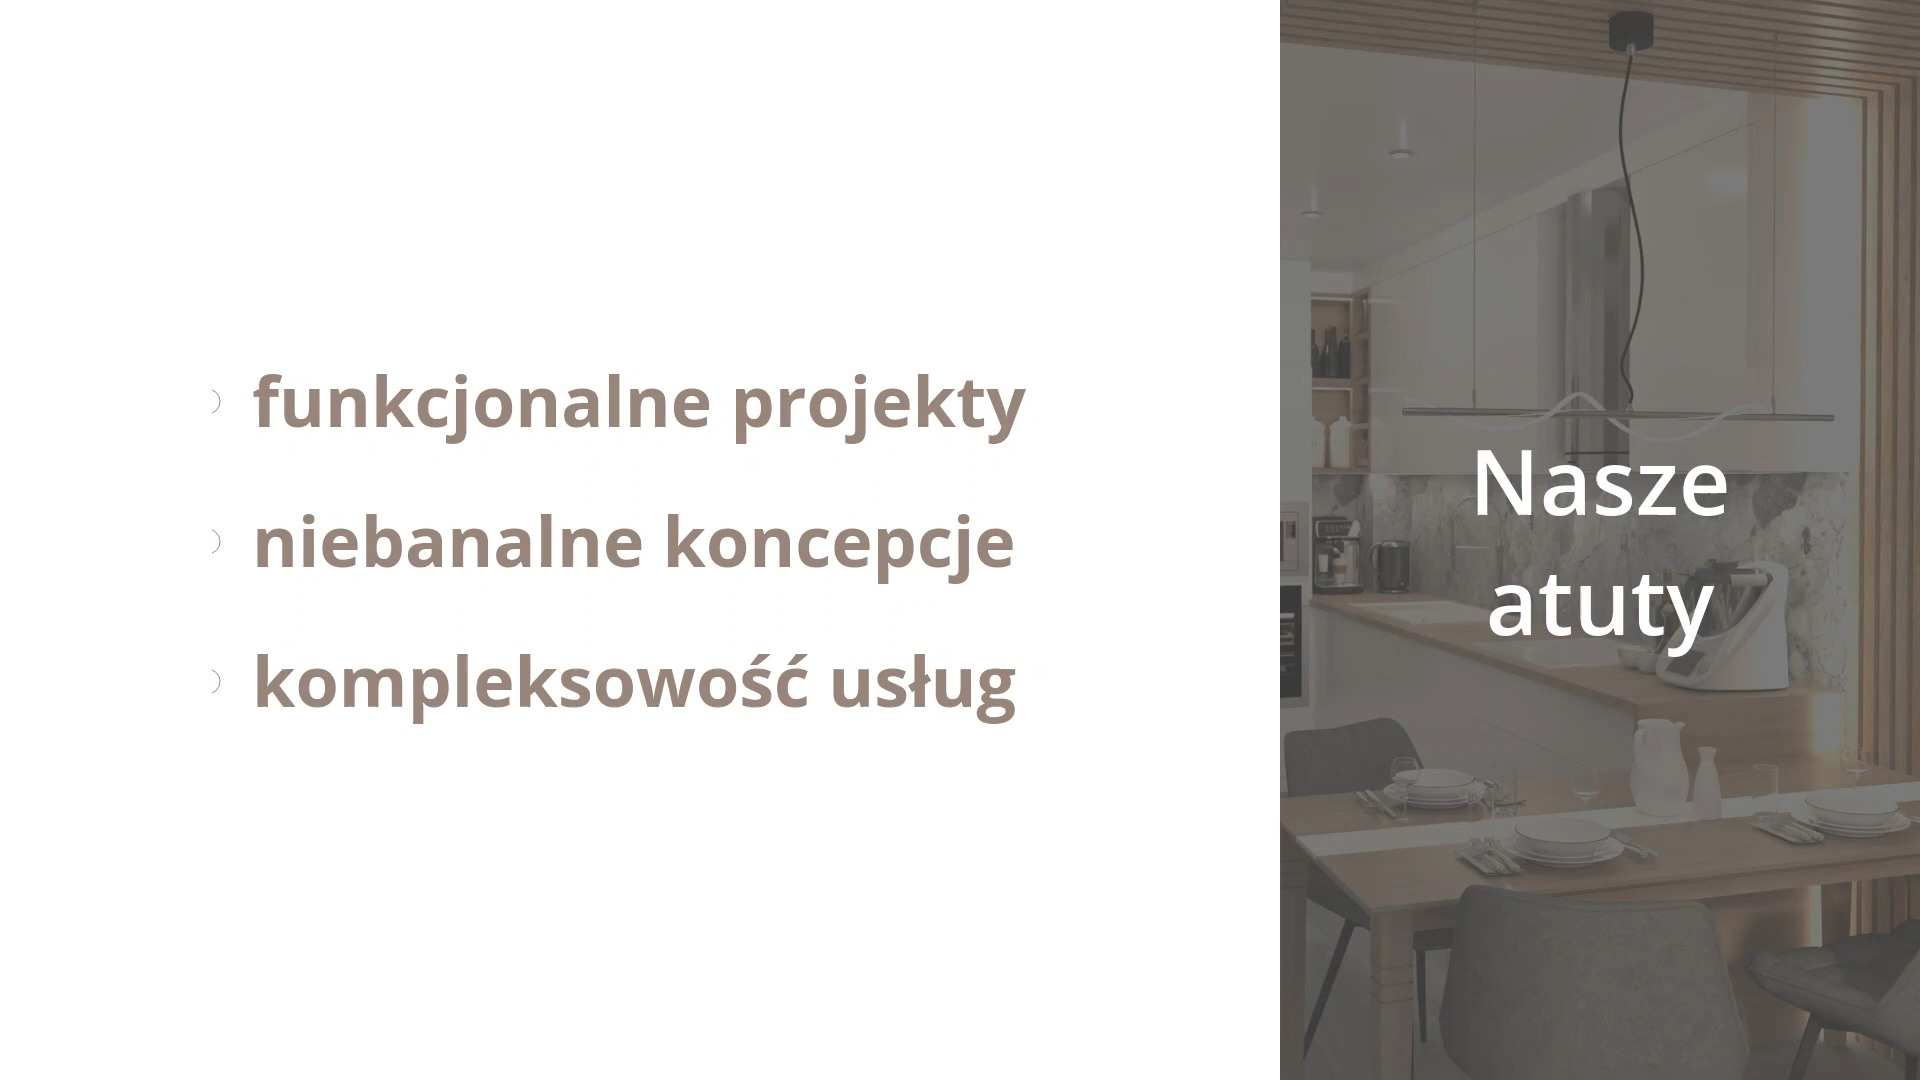 funkcjonalne projekty
niebanalne koncepcje
kompleksowość usług
Nasze
atuty